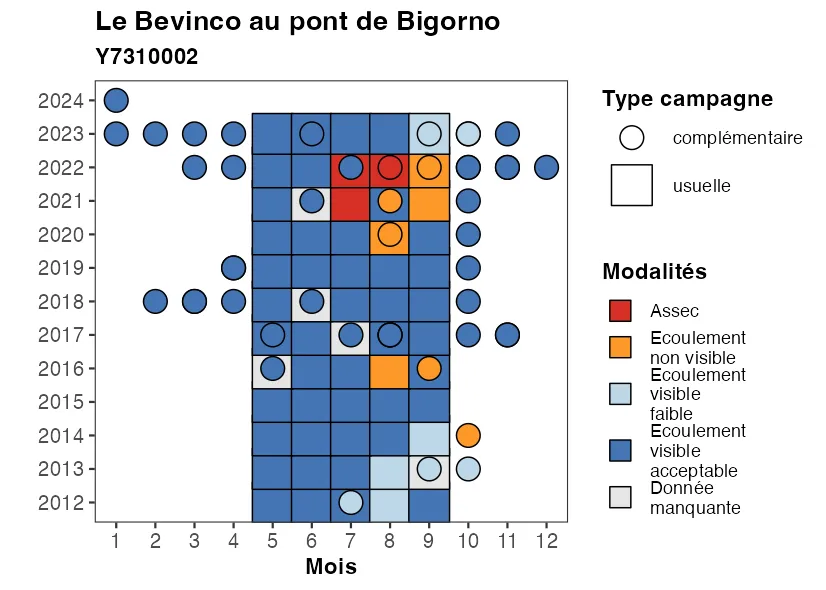 Le Bevinco au pont de Bigorno
Y7310002
2024
2023
2022
2021
2020
2019
2018
2017
2016
2015
2014
2013
2012
1 2 3 4 5 6 7 8 9 10 11 12
Mois
Type campagne
complémentaire
usuelle
Modalités
Assec
Ecoulement
non visible
Ecoulement
visible
faible
Ecoulement
visible
acceptable
Donnée
manquante